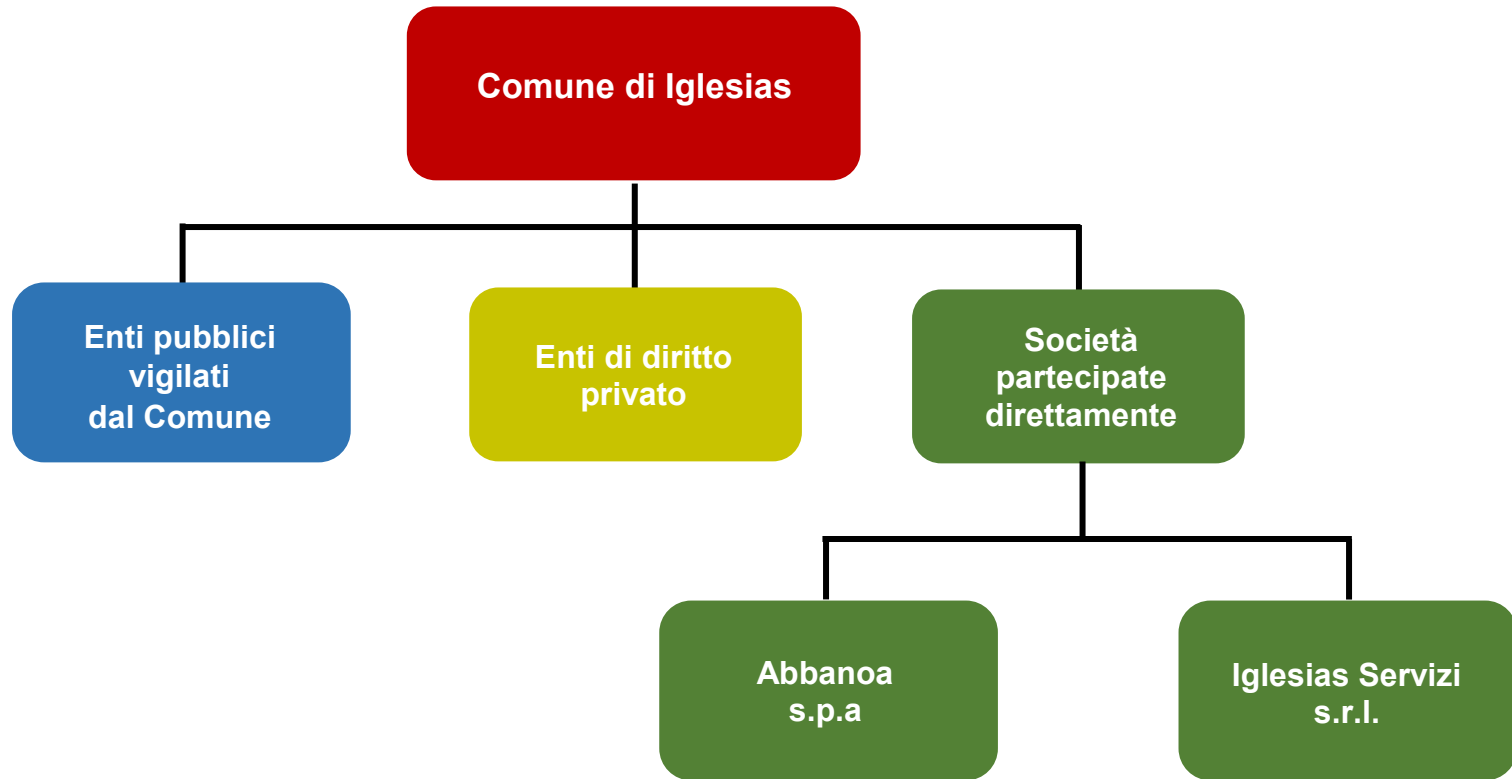 Comune di Iglesias
Enti pubblici
vigilati
dal Comune
Enti di diritto
privato
Società
partecipate
direttamente
Abbanoa
s.p.a
Iglesias Servizi
s.r.l.